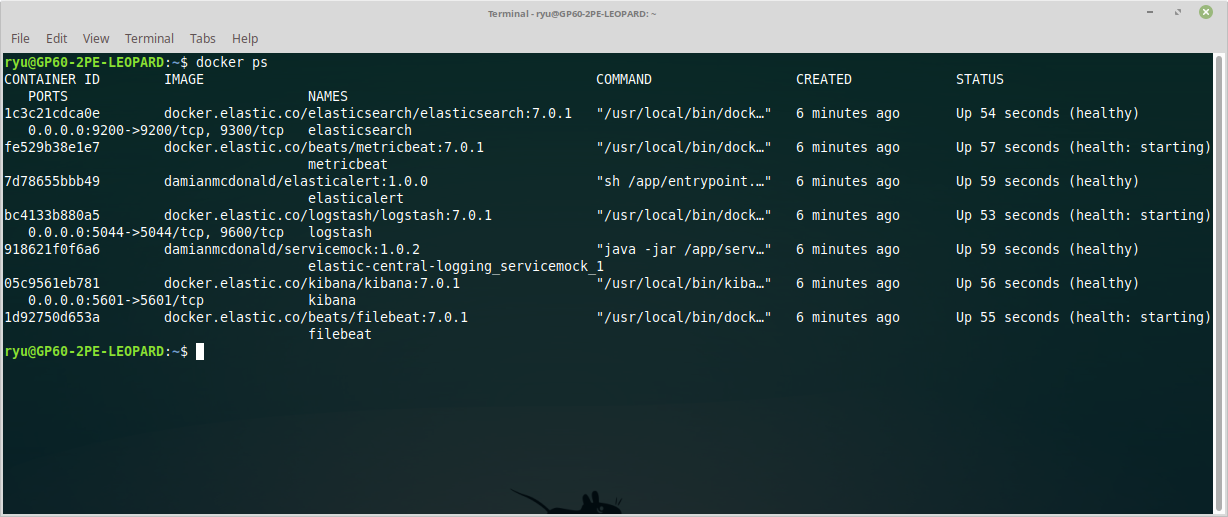 Terminal - ryu@GP60-2PE-LEOPARD: ~
File Edit View Terminal Tabs Help
ryu@GP60-2PE-LEOPARD:~$ docker ps
CONTAINER ID        IMAGE                                                 COMMAND                  CREATED             STATUS
   PORTS                              NAMES
1c3c21cdca0e        docker.elastic.co/elasticsearch/elasticsearch:7.0.1   "/usr/local/bin/dock…"   6 minutes ago       Up 54 seconds (healthy)
   0.0.0.0:9200->9200/tcp, 9300/tcp   elasticsearch
fe529b38e1e7        docker.elastic.co/beats/metricbeat:7.0.1              "/usr/local/bin/dock…"   6 minutes ago       Up 57 seconds (health: starting)
                                      metricbeat
7d78655bbb49        damianmcdonald/elasticalert:1.0.0                     "sh /app/entrypoint.…"   6 minutes ago       Up 59 seconds (healthy)
                                      elasticalert
bc4133b880a5        docker.elastic.co/logstash/logstash:7.0.1             "/usr/local/bin/dock…"   6 minutes ago       Up 53 seconds (health: starting)
   0.0.0.0:5044->5044/tcp, 9600/tcp   logstash
918621f0f6a6        damianmcdonald/servicemock:1.0.2                      "java -jar /app/serv…"   6 minutes ago       Up 59 seconds (healthy)
                                      elastic-central-logging_servicemock_1
05c9561eb781        docker.elastic.co/kibana/kibana:7.0.1                 "/usr/local/bin/kiba…"   6 minutes ago       Up 56 seconds (healthy)
   0.0.0.0:5601->5601/tcp             kibana
1d92750d653a        docker.elastic.co/beats/filebeat:7.0.1                "/usr/local/bin/dock…"   6 minutes ago       Up 55 seconds (health: starting)
                                      filebeat
ryu@GP60-2PE-LEOPARD:~$